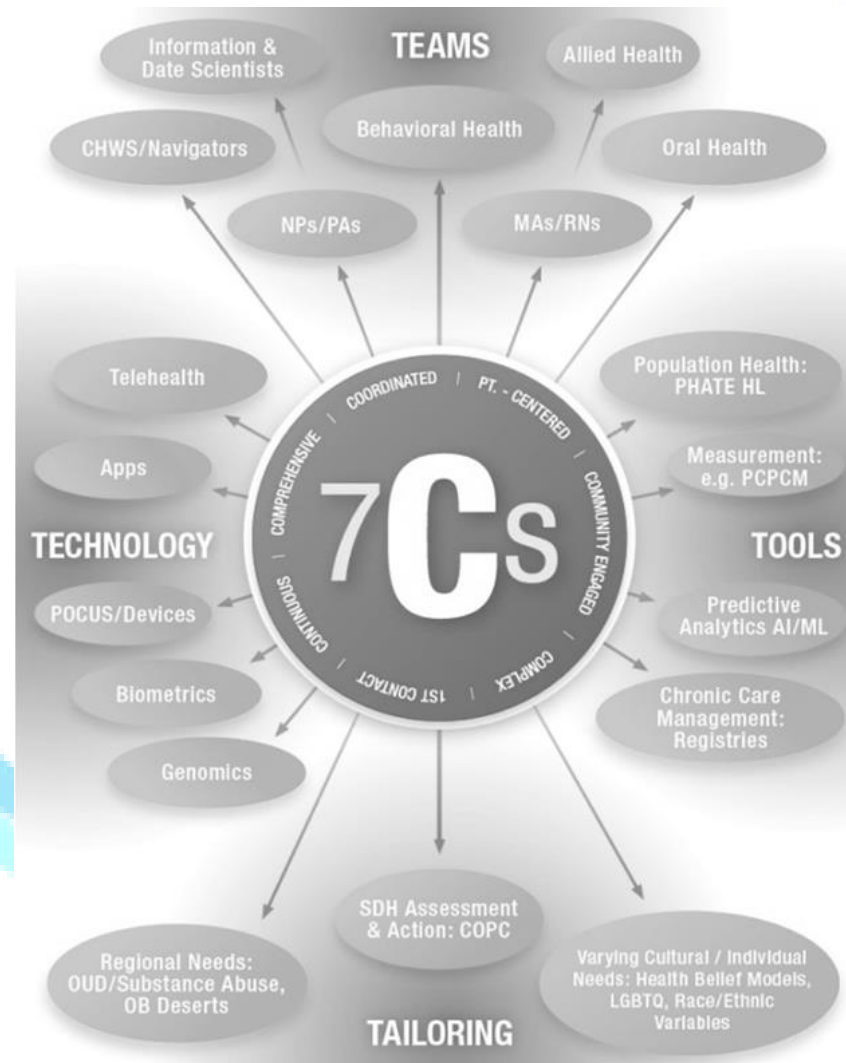 TEAMS
Information &
Date Scientists
Allied Health
CHWS/Navigators
Behavioral Health
Oral Health
NPs/PAs
MAs/RNs
Telehealth
Apps
TECHNOLOGY
POCUS/Devices
Biometrics
Genomics
7Cs
COMPREHENSIVE | COORDINATED | PT. - CENTERED | COMMUNITY ENGAGED | COMPLEX | 1ST CONTACT | CONTINUOUS |
Population Health:
PHATE HL
Measurement:
e.g. PCPCM
TOOLS
Predictive
Analytics AI/ML
Chronic Care
Management:
Registries
Regional Needs:
OUD/Substance Abuse,
OB Deserts
SDH Assessment
& Action: COPC
Varying Cultural / Individual
Needs: Health Belief Models,
LGBTQ, Race/Ethnic
Variables
TAILORING